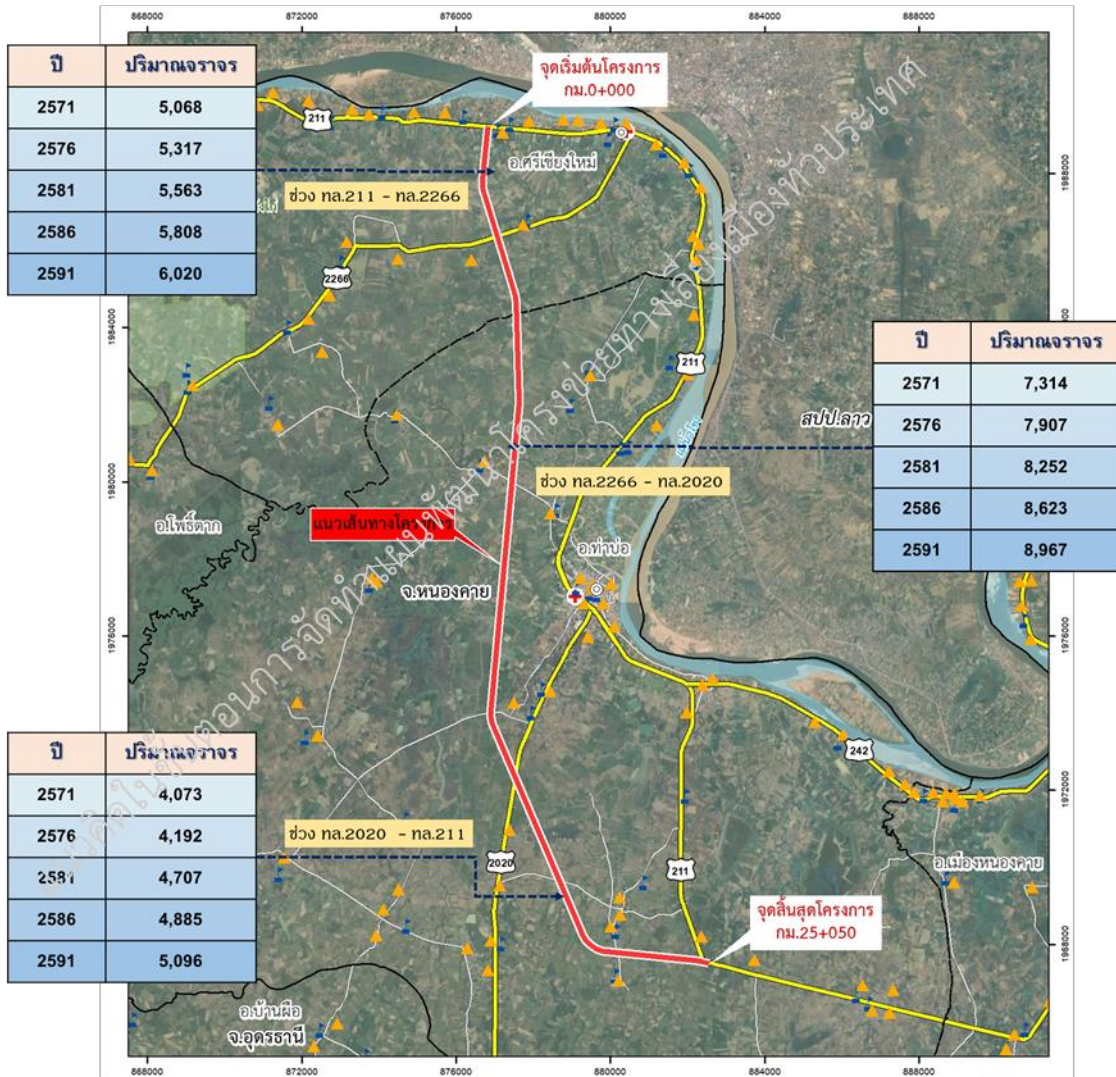 868000 872000 876000 880000 884000 888000
ปี ปริมาณจราจร
2571 5,068
2576 5,317
2581 5,563
2586 5,808
2591 6,020
จุดเริ่มต้นโครงการ
กม.0+000
211
อ.ศรีเชียงใหม่
1988000
ช่วง ทล.211 - ทล.2266
2266
1984000
211
ปี ปริมาณจราจร
2571 7,314
2576 7,907
2581 8,252
2586 8,623
2591 8,967
สปป.ลาว
ช่วง ทล.2266 - ทล.2020
1980000
อ.โพธิ์ตาก
แนวเส้นทางโครงการ
อ.ท่าบ่อ
จ.หนองคาย
1976000
1976000
242
1972000
ปี ปริมาณจราจร
2571 4,073
2576 4,192
2581 4,707
2586 4,885
2591 5,096
ช่วง ทล.2020 - ทล.211
2020
211
อ.เมืองหนองคาย
จุดสิ้นสุดโครงการ
กม.25+050
1968000
อ.บ้านผือ
จ.อุดรธานี
868000 872000 876000 880000 884000 888000